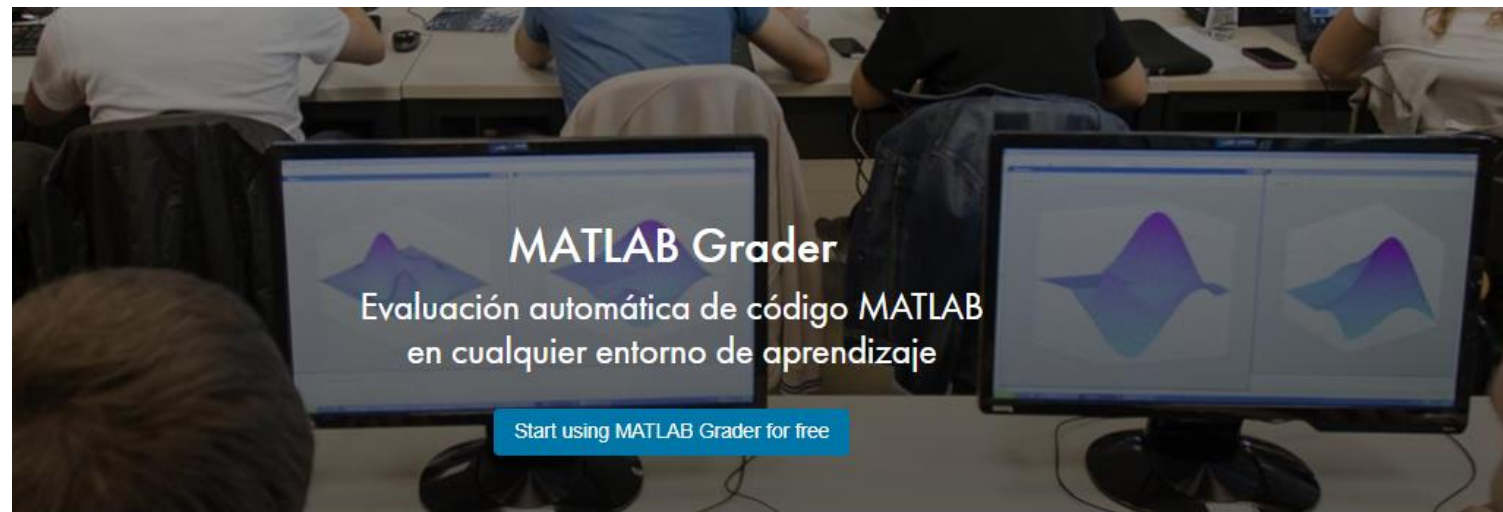 MATLAB Grader
Evaluación automática de código MATLAB
en cualquier entorno de aprendizaje
Start using MATLAB Grader for free